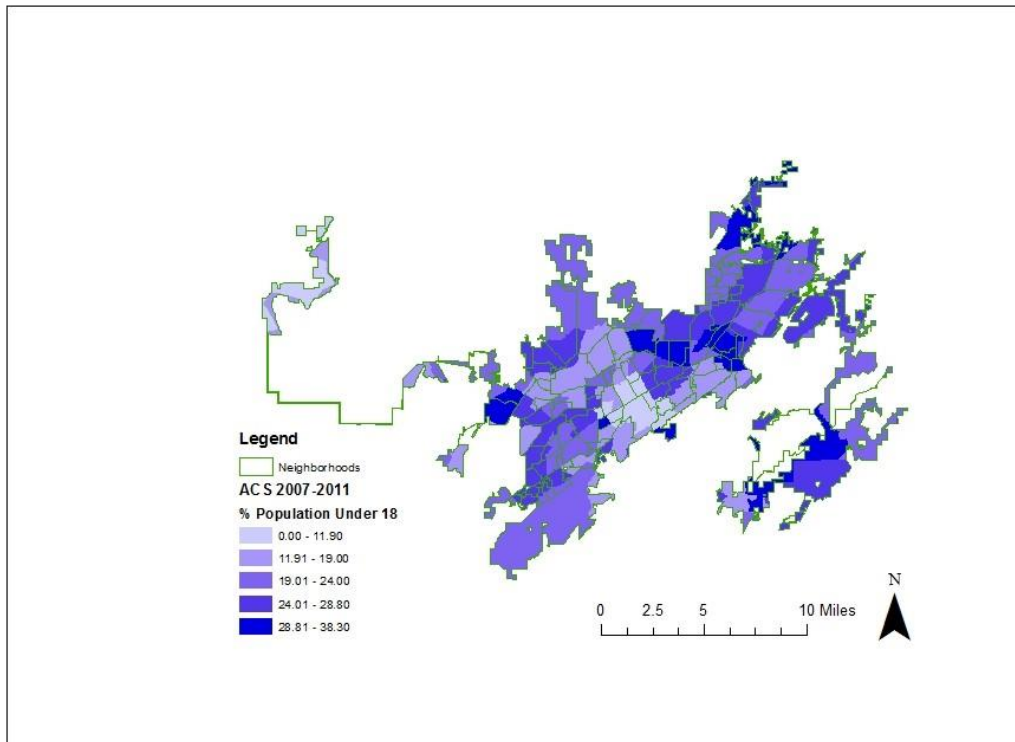 Legend
Neighborhoods
ACS 2007-2011
% Population Under 18
0.00 - 11.90
11.91 - 19.00
19.01 - 24.00
24.01 - 28.80
28.81 - 38.30
0 2.5 5 10 Miles
N